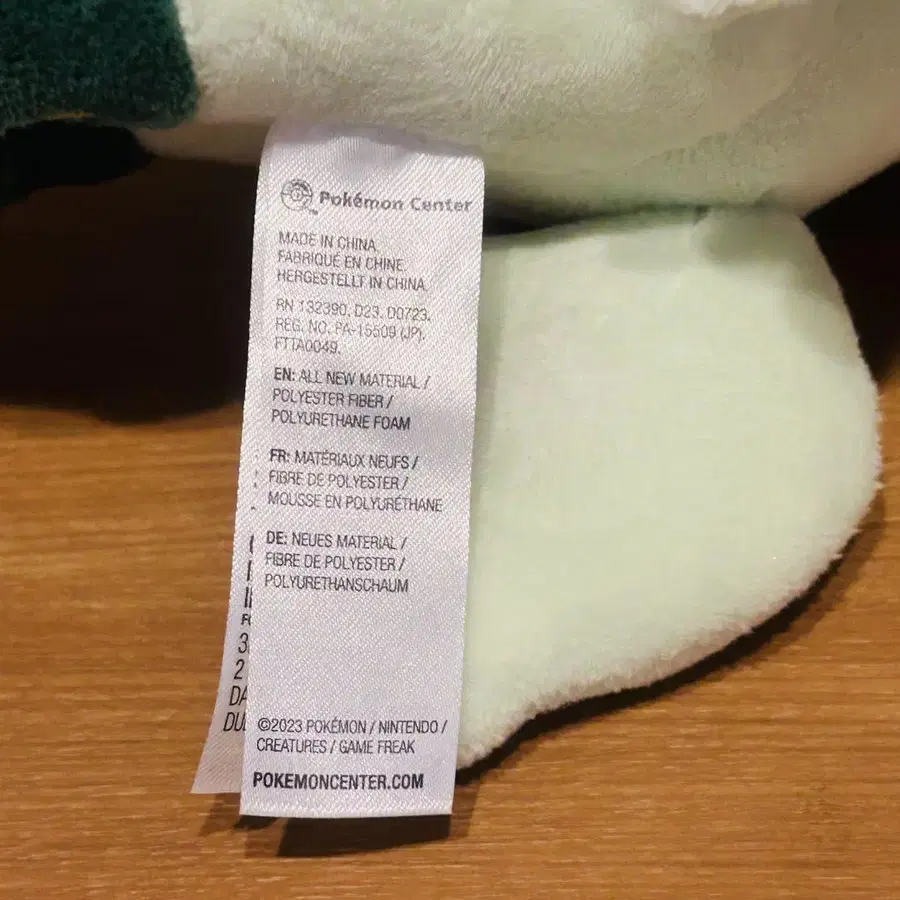 Pokémon Center
MADE IN CHINA.
FABRIQUÉ EN CHINE.
HERGESTELLT IN CHINA.
RN 132390. D23. D0723.
REG. NO. PA-15509 (JP).
FTTA0049.
EN: ALL NEW MATERIAL /
POLYESTER FIBER /
POLYURETHANE FOAM
FR: MATÉRIAUX NEUFS /
FIBRE DE POLYESTER /
MOUSSE EN POLYURÉTHANE
DE: NEUES MATERIAL /
FIBRE DE POLYESTER /
POLYURETHANSCHAUM
©2023 POKÉMON / NINTENDO /
CREATURES / GAME FREAK
POKEMONCENTER.COM